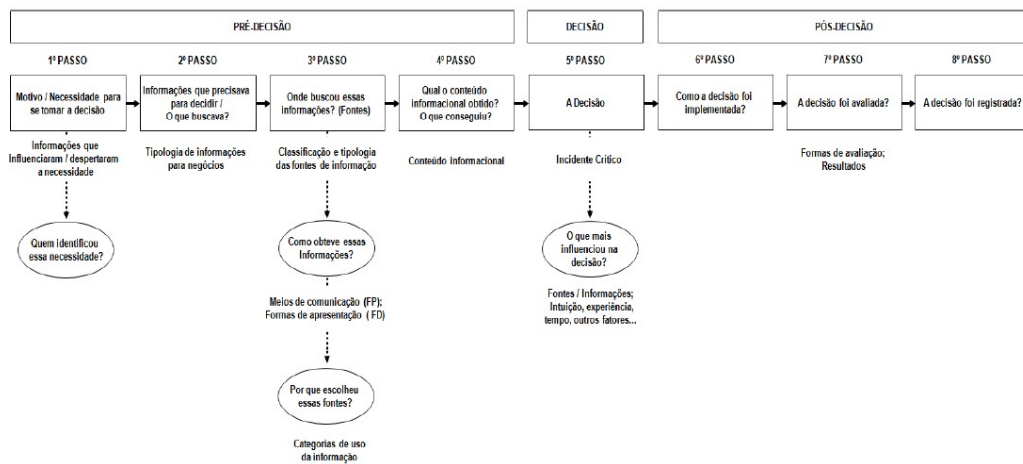 PRÉ-DECISÃO
DECISÃO
PÓS-DECISÃO
1º PASSO
2º PASSO
3º PASSO
4º PASSO
5º PASSO
6º PASSO
7º PASSO
8º PASSO
Motivo / Necessidade para
se tomar a decisão
Informações que precisava
para decidir /
O que buscava?
Onde buscou essas
informações? (Fontes)
Qual o conteúdo
informacional obtido?
O que conseguiu?
A Decisão
Como a decisão foi
implementada?
A decisão foi avaliada?
A decisão foi registrada?
Informações que
Influenciaram / despertaram
a necessidade
Tipologia de informações
para negócios
Classificação e tipologia
das fontes de informação
Conteúdo informacional
Incidente Crítico
Formas de avaliação;
Resultados
Quem identificou
essa necessidade?
Como obteve essas
Informações?
O que mais
influenciou na
decisão?
Meios de comunicação (FP);
Formas de apresentação ( FD)
Fontes / Informações;
Intuição, experiência,
tempo, outros fatores...
Por que escolheu
essas fontes?
Categorias de uso
da informação